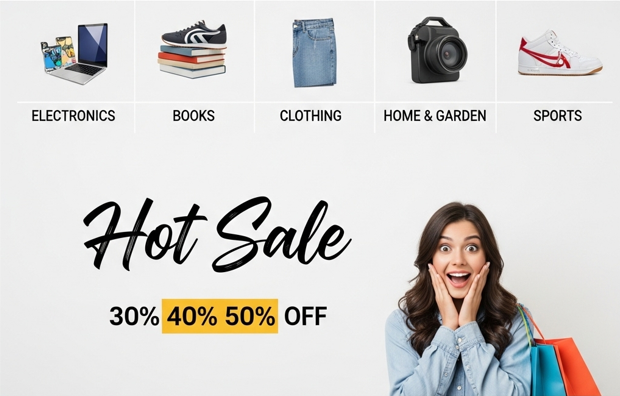 ELECTRONICS
BOOKS
CLOTHING
HOME & GARDEN
SPORTS
Hot Sale
30% 40% 50% OFF